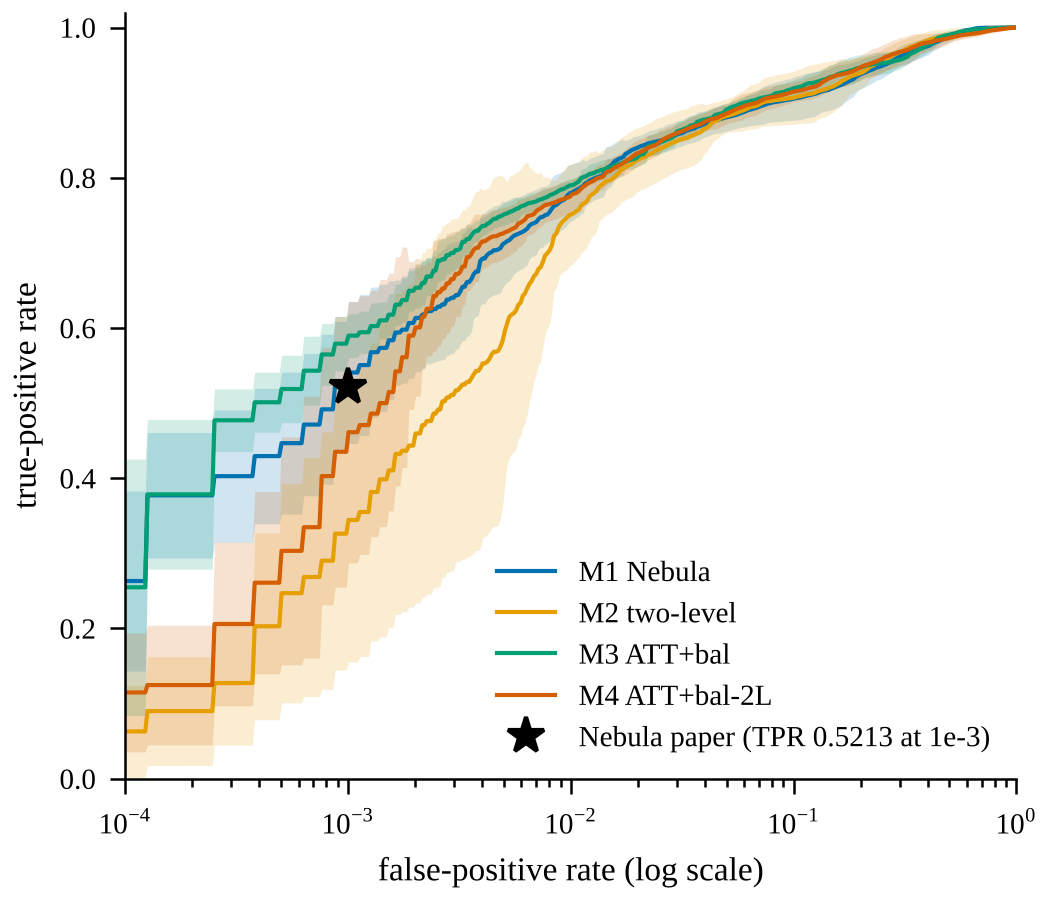 1.0
0.8
0.6
0.4
0.2
0.0
true-positive rate
M1 Nebula
M2 two-level
M3 ATT+bal
M4 ATT+bal-2L
Nebula paper (TPR 0.5213 at 1e-3)
10⁻⁴ 10⁻³ 10⁻² 10⁻¹ 10⁰
false-positive rate (log scale)